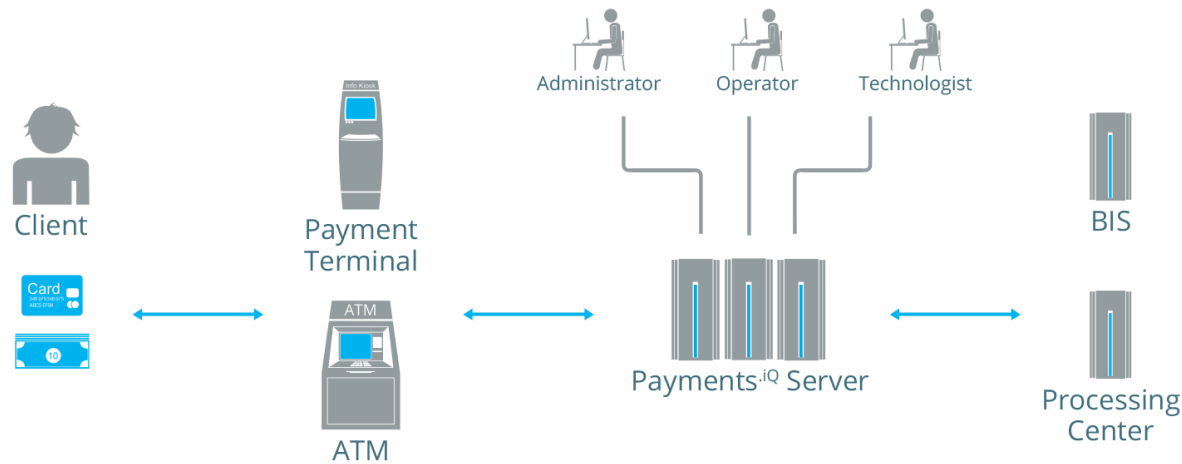 Administrator
Operator
Technologist
Info Kiosk
Client
Payment
Terminal
BIS
Card
ATM
10
Payments.iQ Server
ATM
Processing
Center